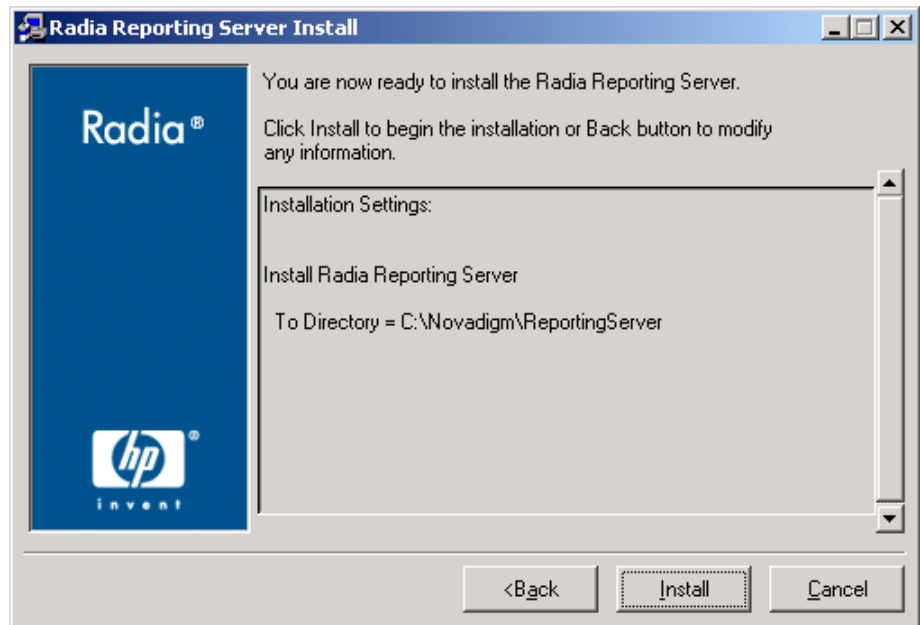 Radia Reporting Server Install
You are now ready to install the Radia Reporting Server.
Radia®
Click Install to begin the installation or Back button to modify
any information.
Installation Settings:
Install Radia Reporting Server
To Directory = C:\Novadigm\ReportingServer
hp®
invent
<Back
Install
Cancel